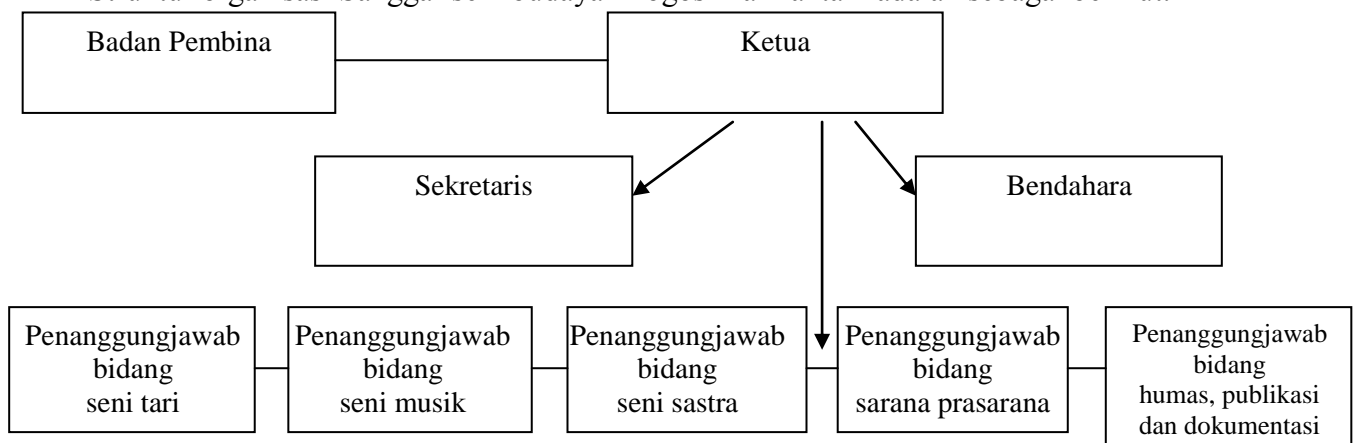 Badan Pembina
Ketua
Sekretaris
Bendahara
Penanggungjawab
bidang
seni tari
Penanggungjawab
bidang
seni musik
Penanggungjawab
bidang
seni sastra
Penanggungjawab
bidang
sarana prasarana
Penanggungjawab
bidang
humas, publikasi
dan dokumentasi